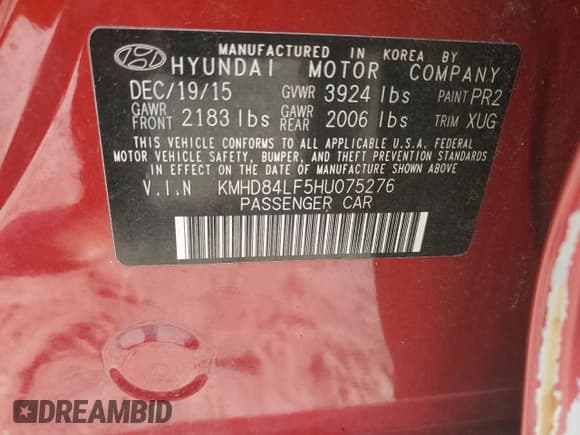 MANUFACTURED IN KOREA BY
HYUNDAI MOTOR COMPANY
DEC/19/15 GVWR 3924 lbs PAINT PR2
GAWR FRONT 2183 lbs GAWR REAR 2006 lbs TRIM XUG
THIS VEHICLE CONFORMS TO ALL APPLICABLE U.S.A. FEDERAL
MOTOR VEHICLE SAFETY, BUMPER, AND THEFT PREVENTION STANDARDS
IN EFFECT ON THE DATE OF MANUFACTURE SHOWN ABOVE
V.I.N KMHD84LF5HU075276
PASSENGER CAR
DREAMBID